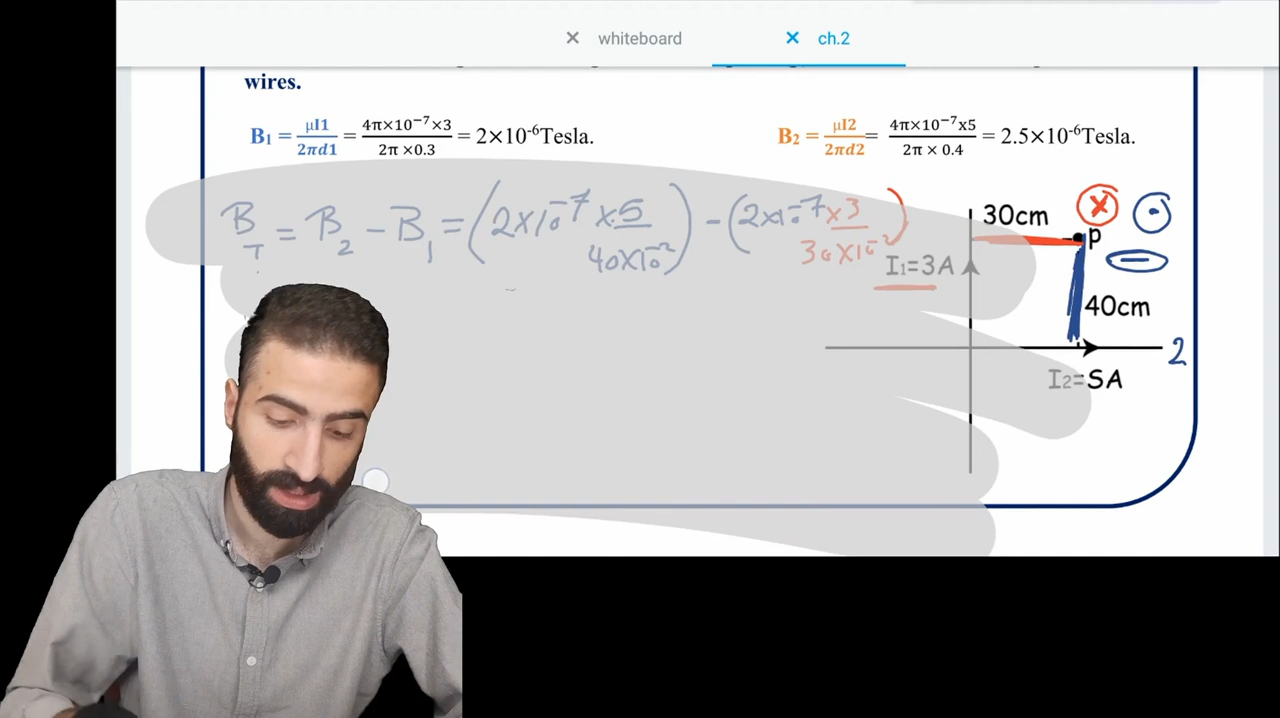 whiteboard
ch.2
wires.
B₁ = μI1/2πd1 = 4π×10⁻⁷×3/2π×0.3 = 2×10⁻⁶Tesla.
B₂ = μI2/2πd2 = 4π×10⁻⁷x5/2π × 0.4 = 2.5×10⁻⁶Tesla.
B_T = B₂ - B₁ = (2×10⁻⁷ × 5/40×10⁻²) - (2×10⁻⁷ × 3/30×10⁻²)
30cm
p
I₁=3A
40cm
2
I₂=5A